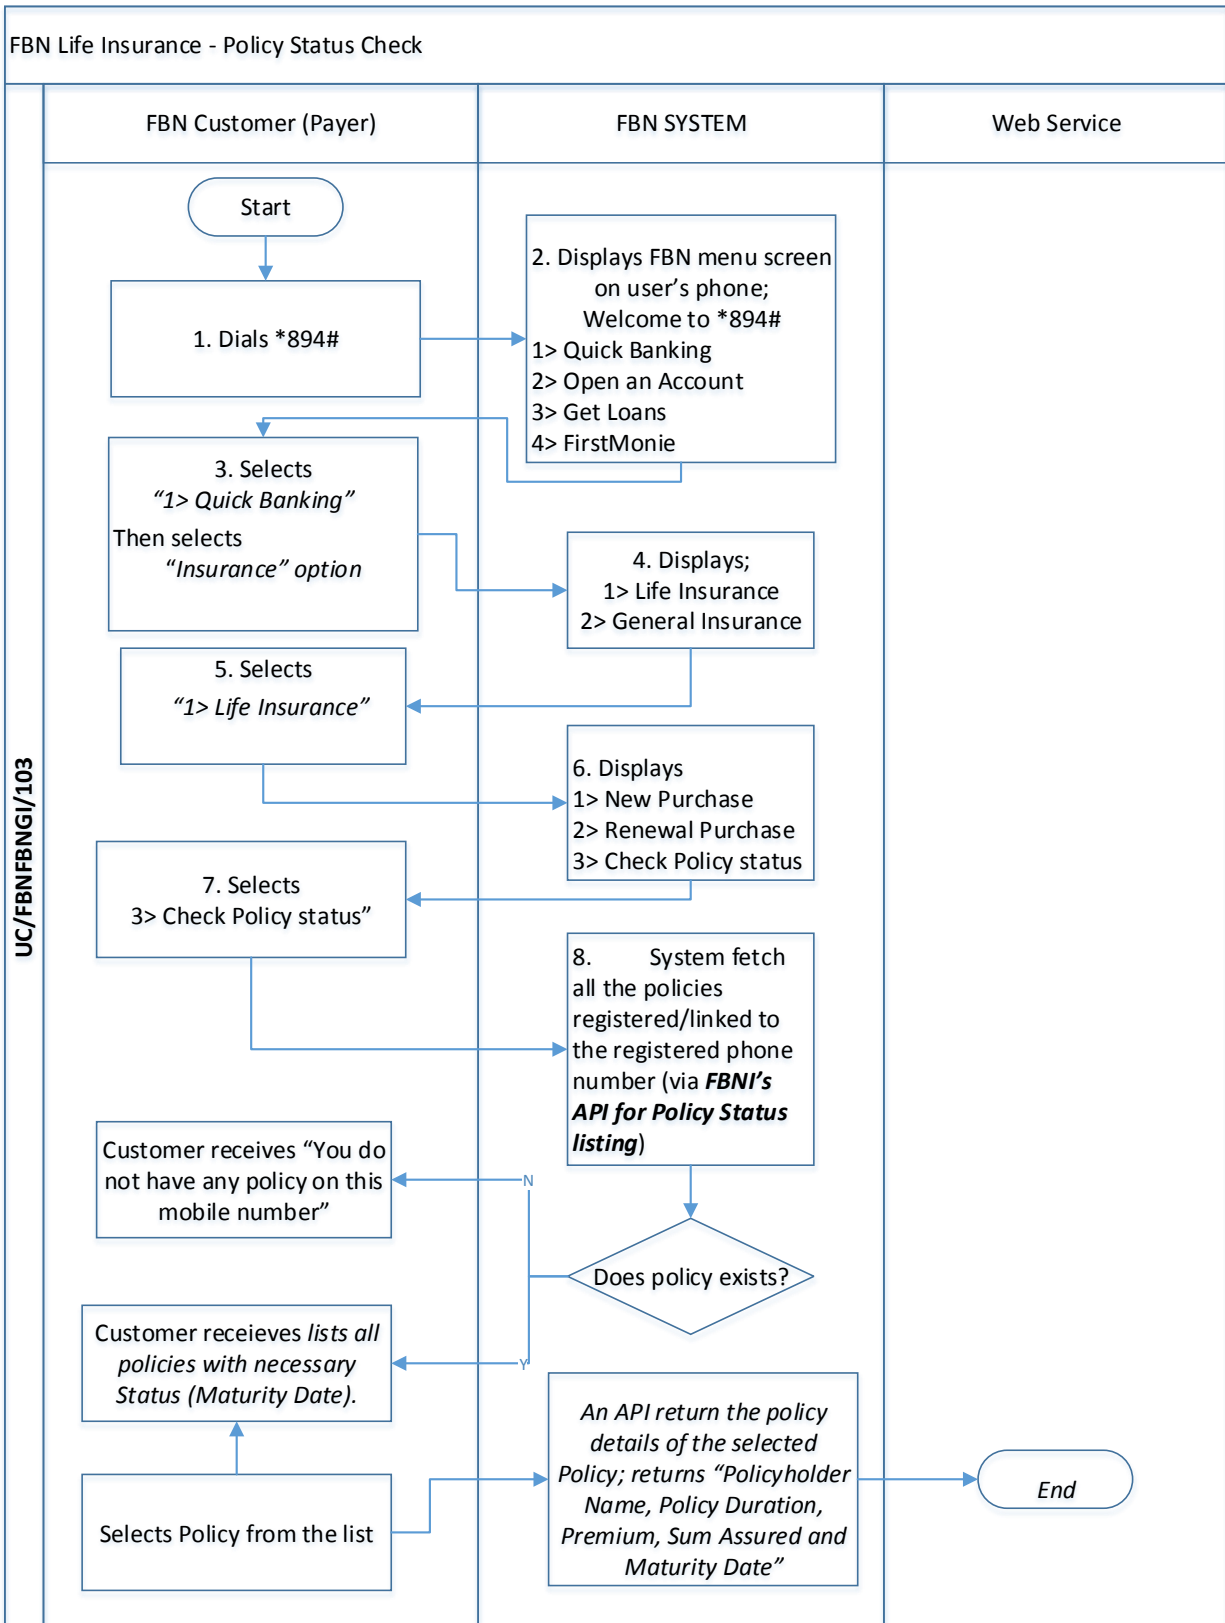 FBN Life Insurance - Policy Status Check
FBN Customer (Payer)
FBN SYSTEM
Web Service
UC/FBNFBNGI/103
Start
1. Dials *894#
2. Displays FBN menu screen
on user’s phone;
Welcome to *894#
1> Quick Banking
2> Open an Account
3> Get Loans
4> FirstMonie
3. Selects
“1> Quick Banking”
Then selects
“Insurance” option
4. Displays;
1> Life Insurance
2> General Insurance
5. Selects
“1> Life Insurance”
6. Displays
1> New Purchase
2> Renewal Purchase
3> Check Policy status
7. Selects
3> Check Policy status”
8. System fetch
all the policies
registered/linked to
the registered phone
number (via FBNI’s
API for Policy Status
listing)
Does policy exists?
N
Customer receives “You do
not have any policy on this
mobile number”
Y
Customer receieves lists all
policies with necessary
Status (Maturity Date).
Selects Policy from the list
An API return the policy
details of the selected
Policy; returns “Policyholder
Name, Policy Duration,
Premium, Sum Assured and
Maturity Date”
End